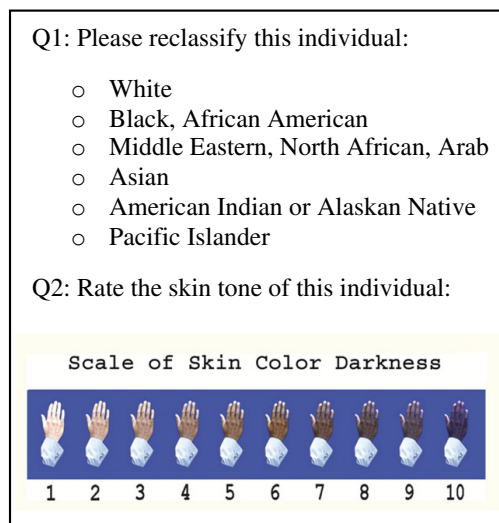 Q1: Please reclassify this individual:
○ White
○ Black, African American
○ Middle Eastern, North African, Arab
○ Asian
○ American Indian or Alaskan Native
○ Pacific Islander
Q2: Rate the skin tone of this individual:
Scale of Skin Color Darkness
1 2 3 4 5 6 7 8 9 10